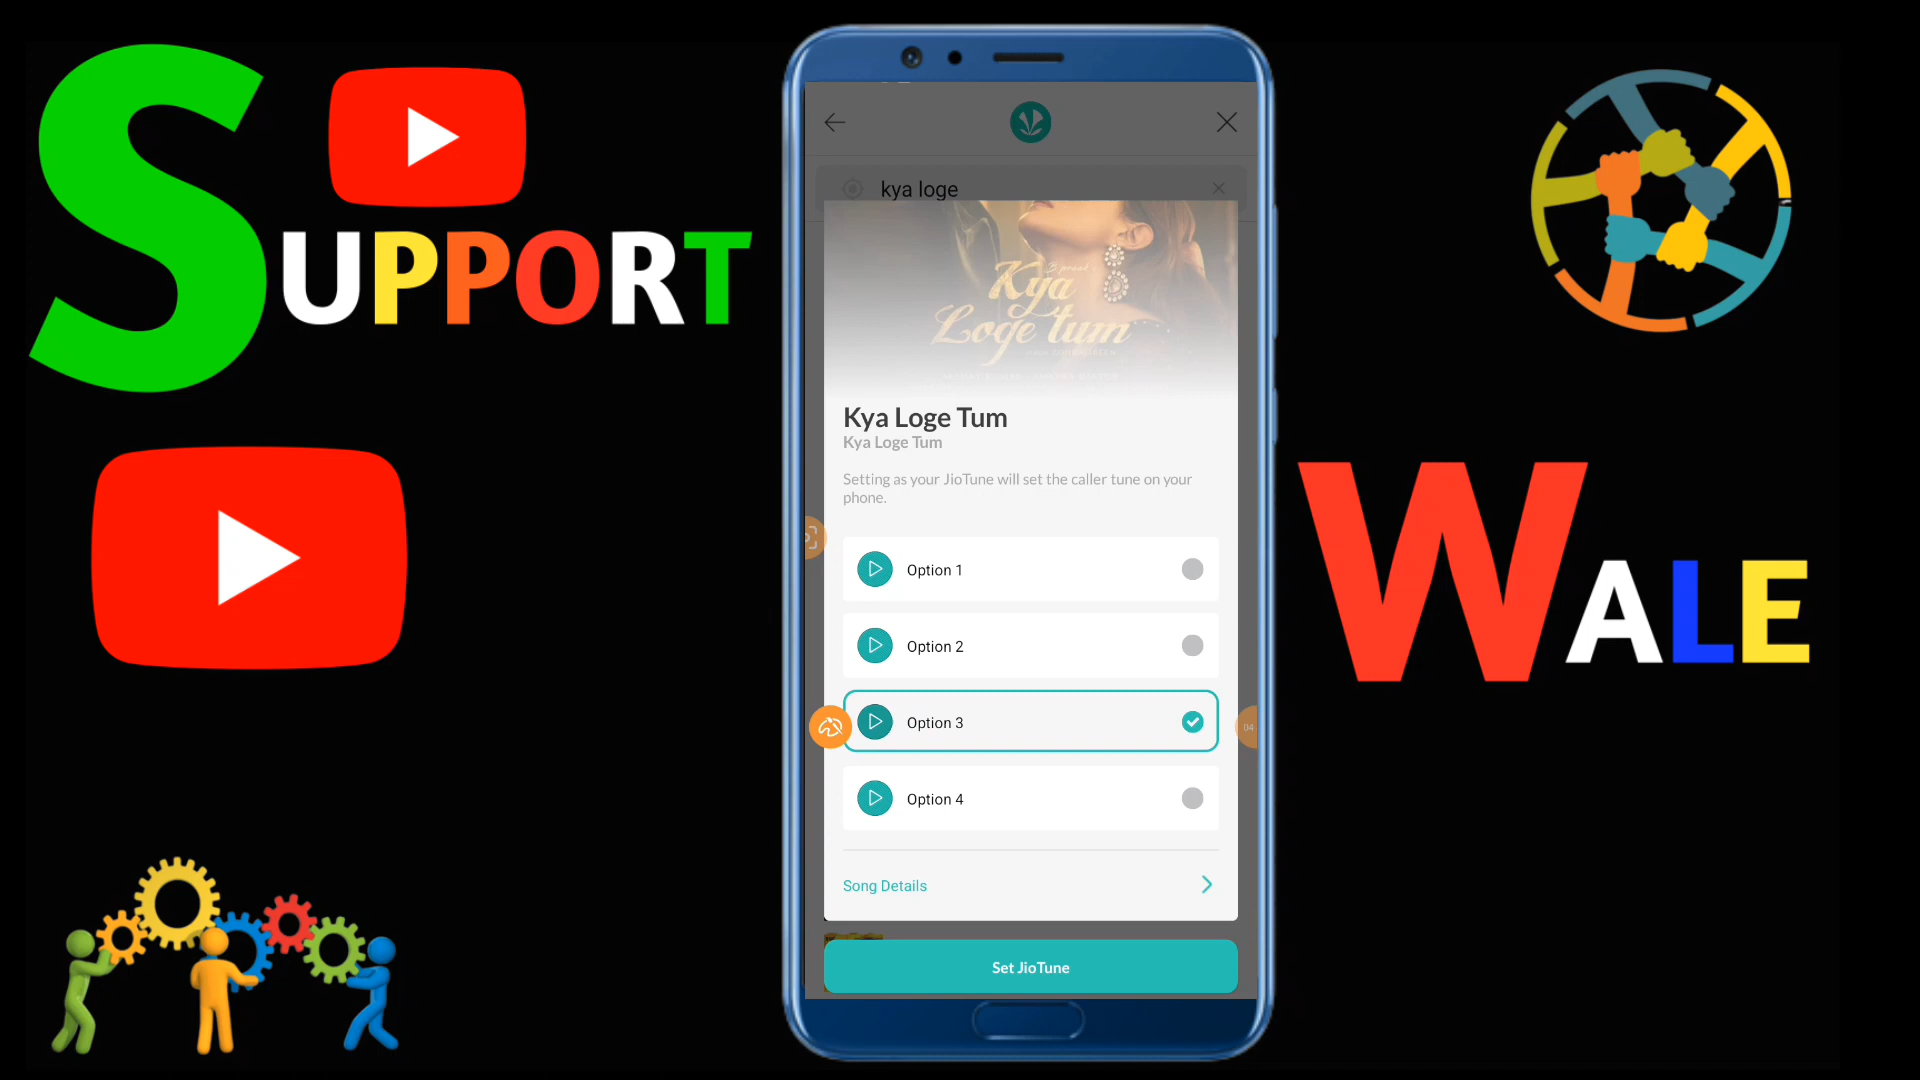 SUPPORT
WALE
kya loge
Kya
Loge tum
Kya Loge Tum
Kya Loge Tum
Setting as your JioTune will set the caller tune on your
phone.
Option 1
Option 2
Option 3
04
Option 4
Song Details
Set JioTune